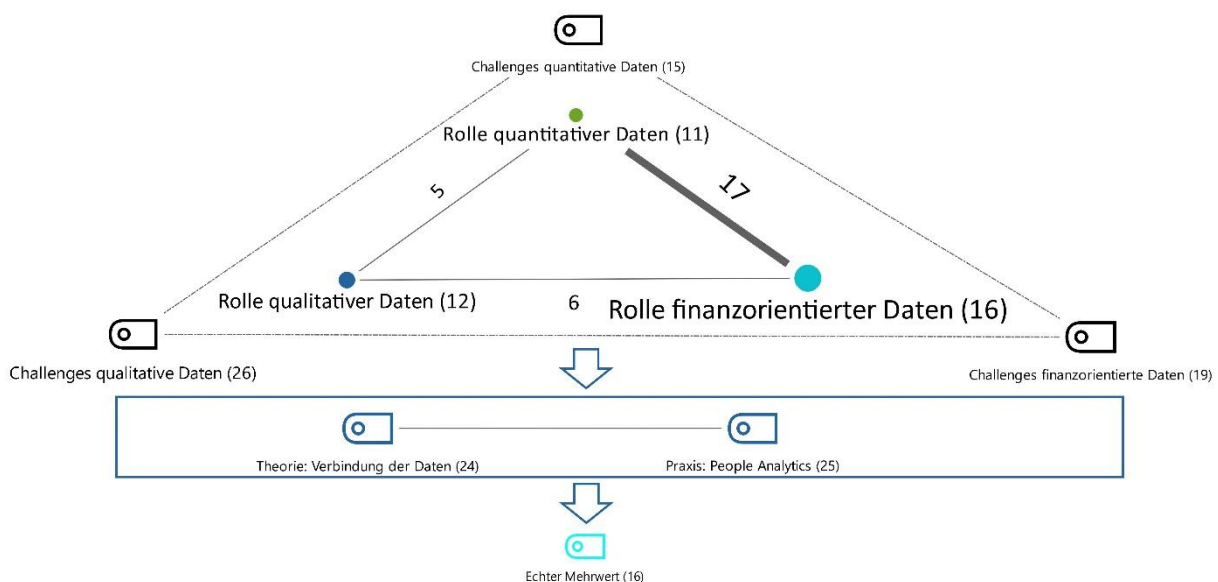 Challenges quantitative Daten (15)
Rolle quantitativer Daten (11)
5
17
Rolle qualitativer Daten (12)
6
Rolle finanzorientierter Daten (16)
Challenges qualitative Daten (26)
Challenges finanzorientierte Daten (19)
Theorie: Verbindung der Daten (24)
Praxis: People Analytics (25)
Echter Mehrwert (16)